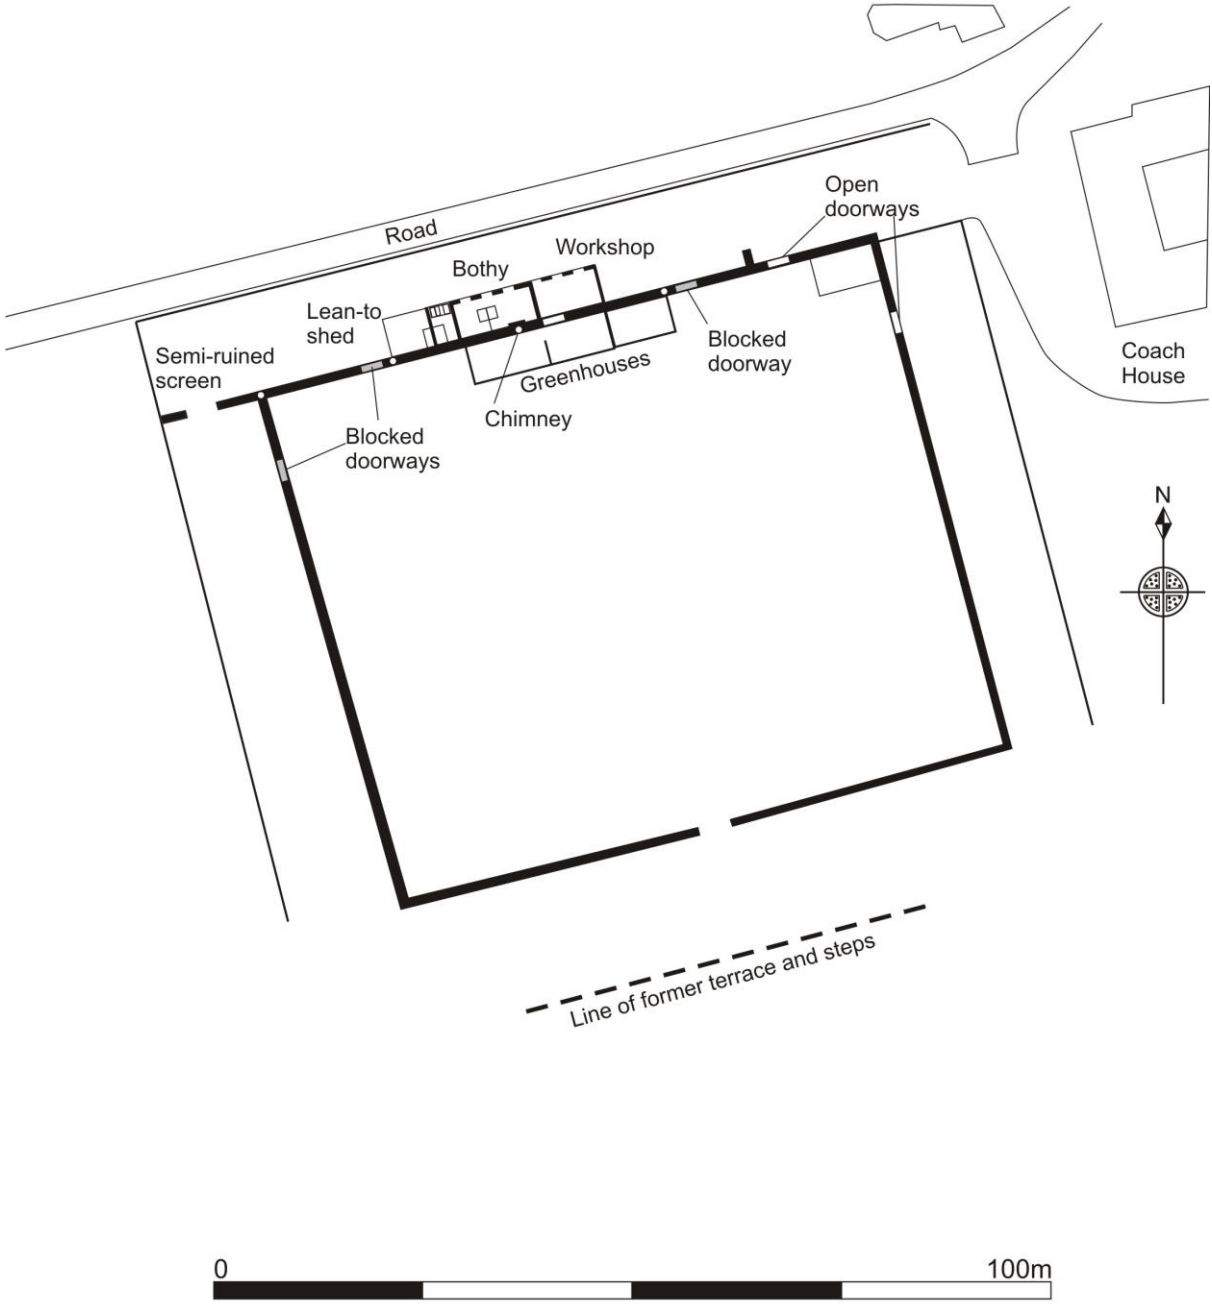 Open
doorways
Road
Workshop
Bothy
Lean-to
shed
Semi-ruined
screen
Blocked
doorway
Greenhouses
Coach
House
Chimney
Blocked
doorways
N
Line of former terrace and steps
0
100m